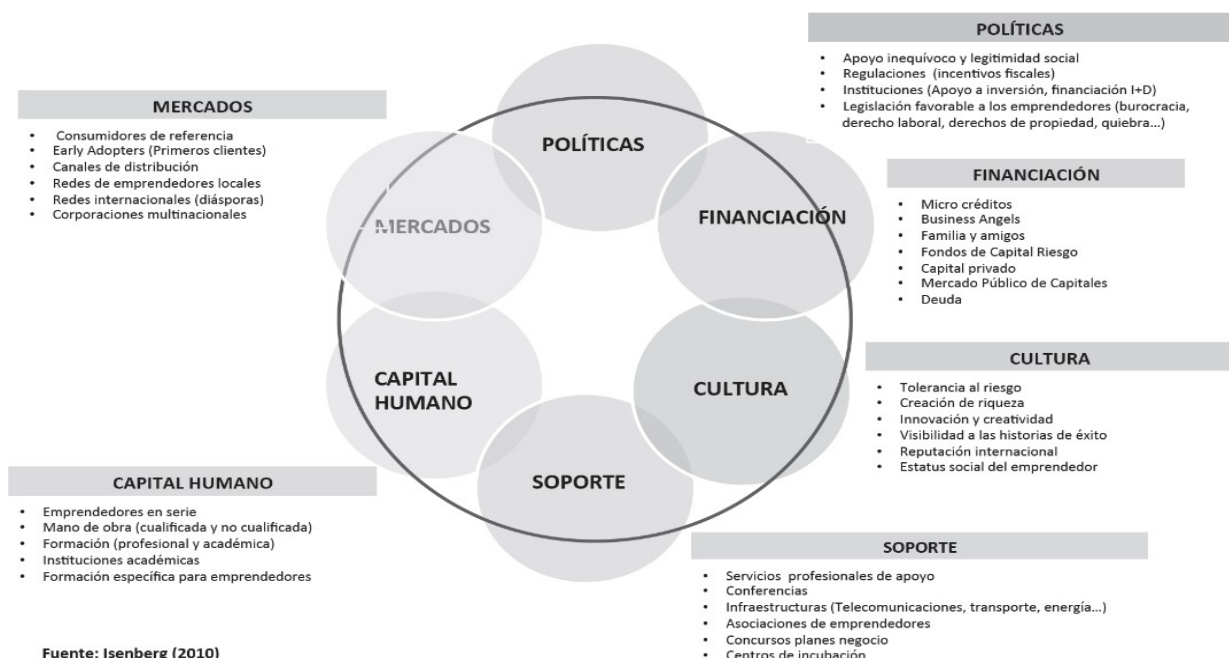 POLÍTICAS
• Apoyo inequívoco y legitimidad social
• Regulaciones (incentivos fiscales)
• Instituciones (Apoyo a inversión, financiación I+D)
• Legislación favorable a los emprendedores (burocracia,
derecho laboral, derechos de propiedad, quiebra...)
MERCADOS
• Consumidores de referencia
• Early Adopters (Primeros clientes)
• Canales de distribución
• Redes de emprendedores locales
• Redes internacionales (diásporas)
• Corporaciones multinacionales
POLÍTICAS
MERCADOS
FINANCIACIÓN
CAPITAL
HUMANO
CULTURA
SOPORTE
FINANCIACIÓN
• Micro créditos
• Business Angels
• Familia y amigos
• Fondos de Capital Riesgo
• Capital privado
• Mercado Público de Capitales
• Deuda
CULTURA
• Tolerancia al riesgo
• Creación de riqueza
• Innovación y creatividad
• Visibilidad a las historias de éxito
• Reputación internacional
• Estatus social del emprendedor
CAPITAL HUMANO
• Emprendedores en serie
• Mano de obra (cualificada y no cualificada)
• Formación (profesional y académica)
• Instituciones académicas
• Formación específica para emprendedores
SOPORTE
• Servicios profesionales de apoyo
• Conferencias
• Infraestructuras (Telecomunicaciones, transporte, energía...)
• Asociaciones de emprendedores
• Concursos planes negocio
• Centros de incubación
Fuente: Isenberg (2010)